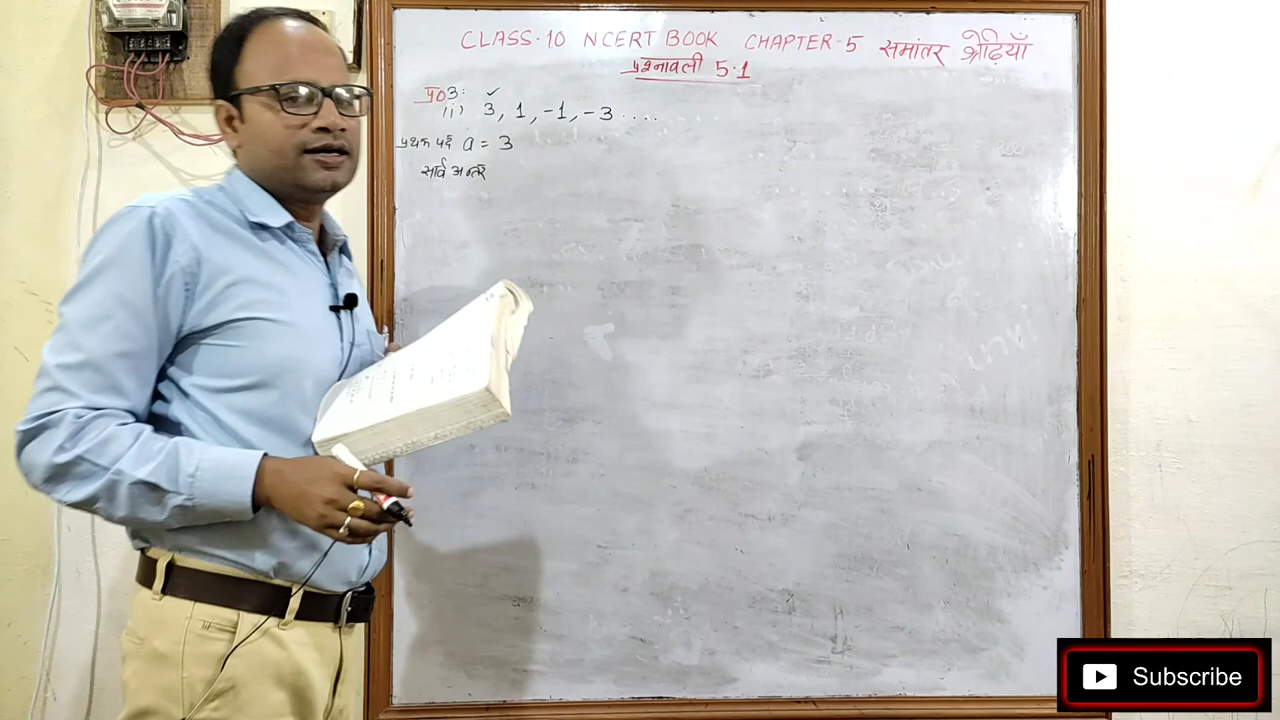 CLASS-10 NCERT BOOK CHAPTER 5 समांतर श्रेढ़ियाँ
प्रश्नावली 5.1
प्र०3:
(i) 3, 1, -1, -3 ....
प्रथम पद a = 3
सार्व अन्तर
Subscribe